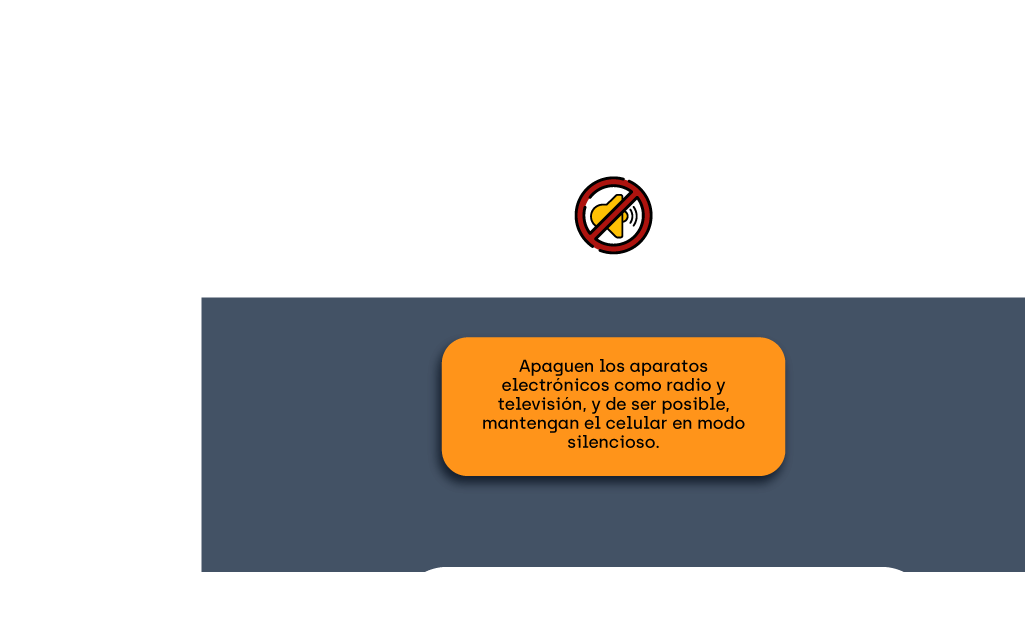 Apaguen los aparatos
electrónicos como radio y
televisión, y de ser posible,
mantengan el celular en modo
silencioso.